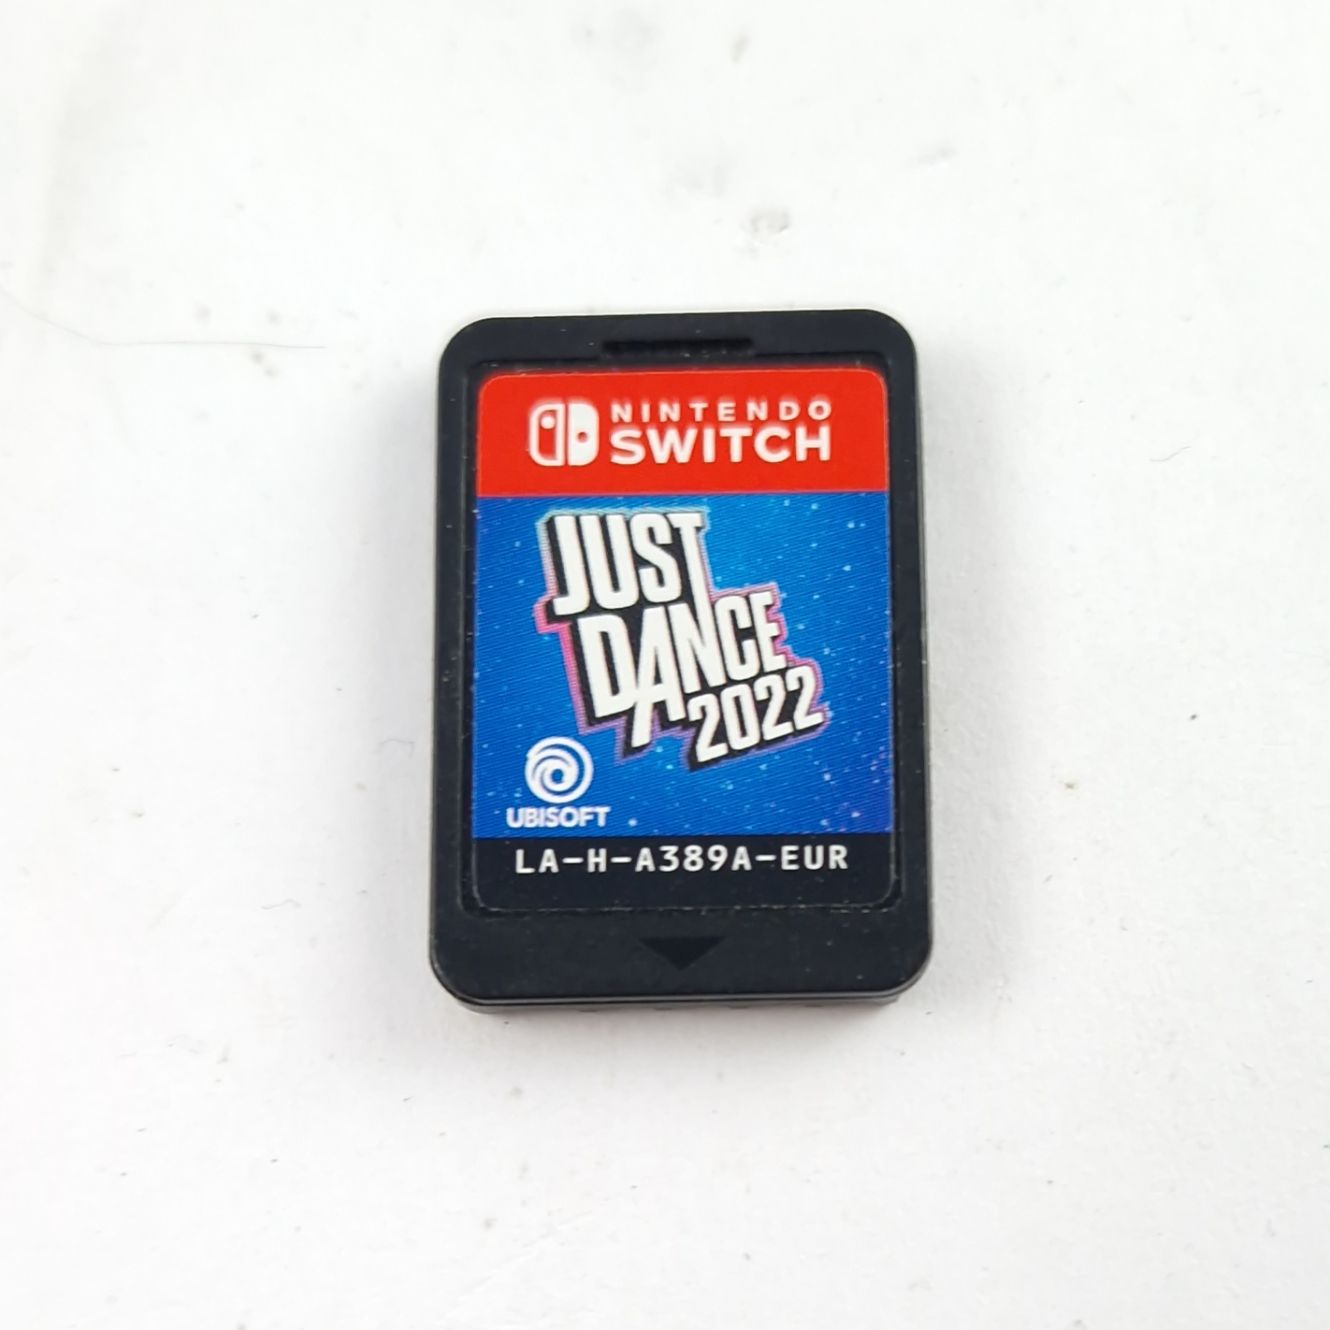 NINTENDO
SWITCH
JUST
DANCE
2022
UBISOFT
LA-H-A389A-EUR